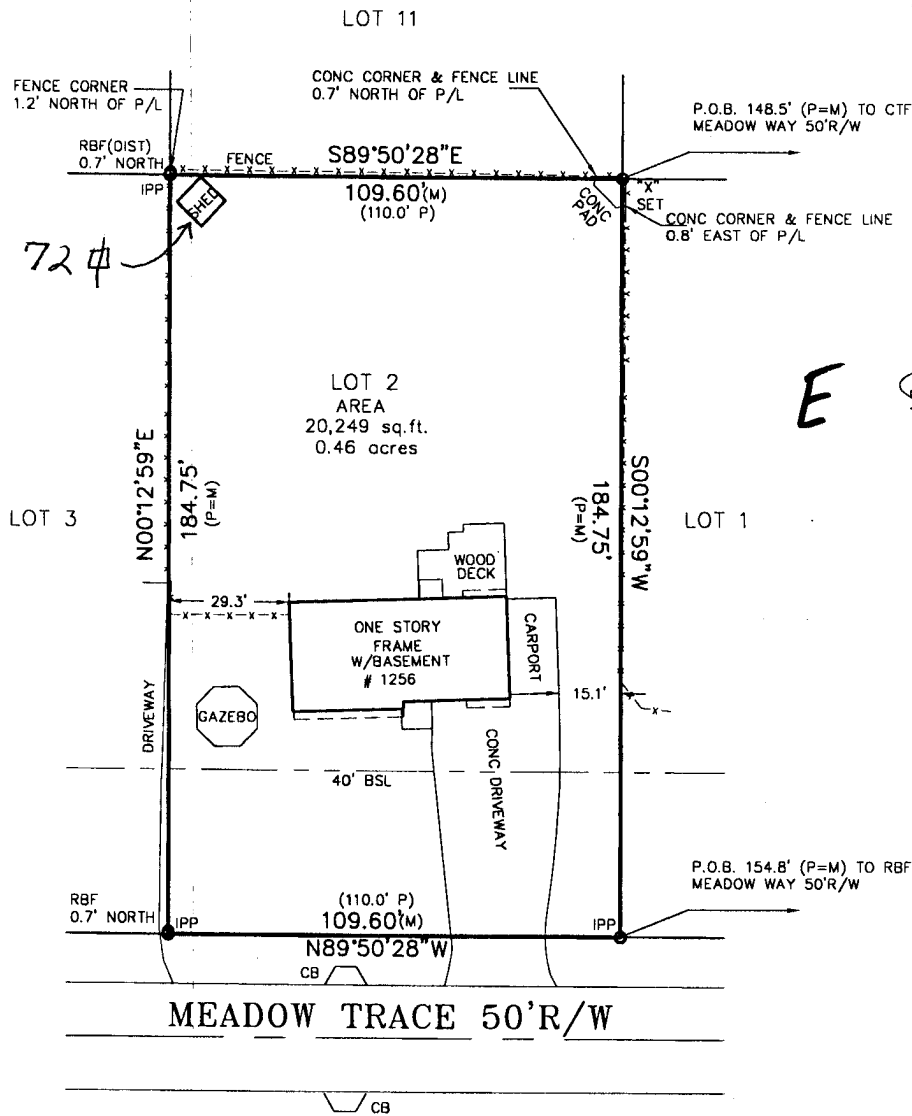 LOT 11
FENCE CORNER
1.2' NORTH OF P/L
CONC CORNER & FENCE LINE
0.7' NORTH OF P/L
P.O.B. 148.5' (P=M) TO CTF
MEADOW WAY 50'R/W
RBF(DIST)
0.7' NORTH
FENCE
S89°50'28"E
IPP
109.60'(M)
(110.0' P)
SHED
CONC
PAD
"X"
SET
CONC CORNER & FENCE LINE
0.8' EAST OF P/L
72
LOT 2
AREA
20,249 sq.ft.
0.46 acres
E
N00°12'59"E
184.75'
(P=M)
S00°12'59"W
184.75'
(P=M)
LOT 3
LOT 1
WOOD
DECK
29.3'
ONE STORY
FRAME
W/BASEMENT
# 1256
CARPORT
15.1'
GAZEBO
DRIVEWAY
CONC, DRIVEWAY
40' BSL
P.O.B. 154.8' (P=M) TO RBF
MEADOW WAY 50'R/W
RBF
0.7' NORTH
IPP
(110.0' P)
109.60'(M)
N89°50'28"W
IPP
CB
MEADOW TRACE 50'R/W
CB